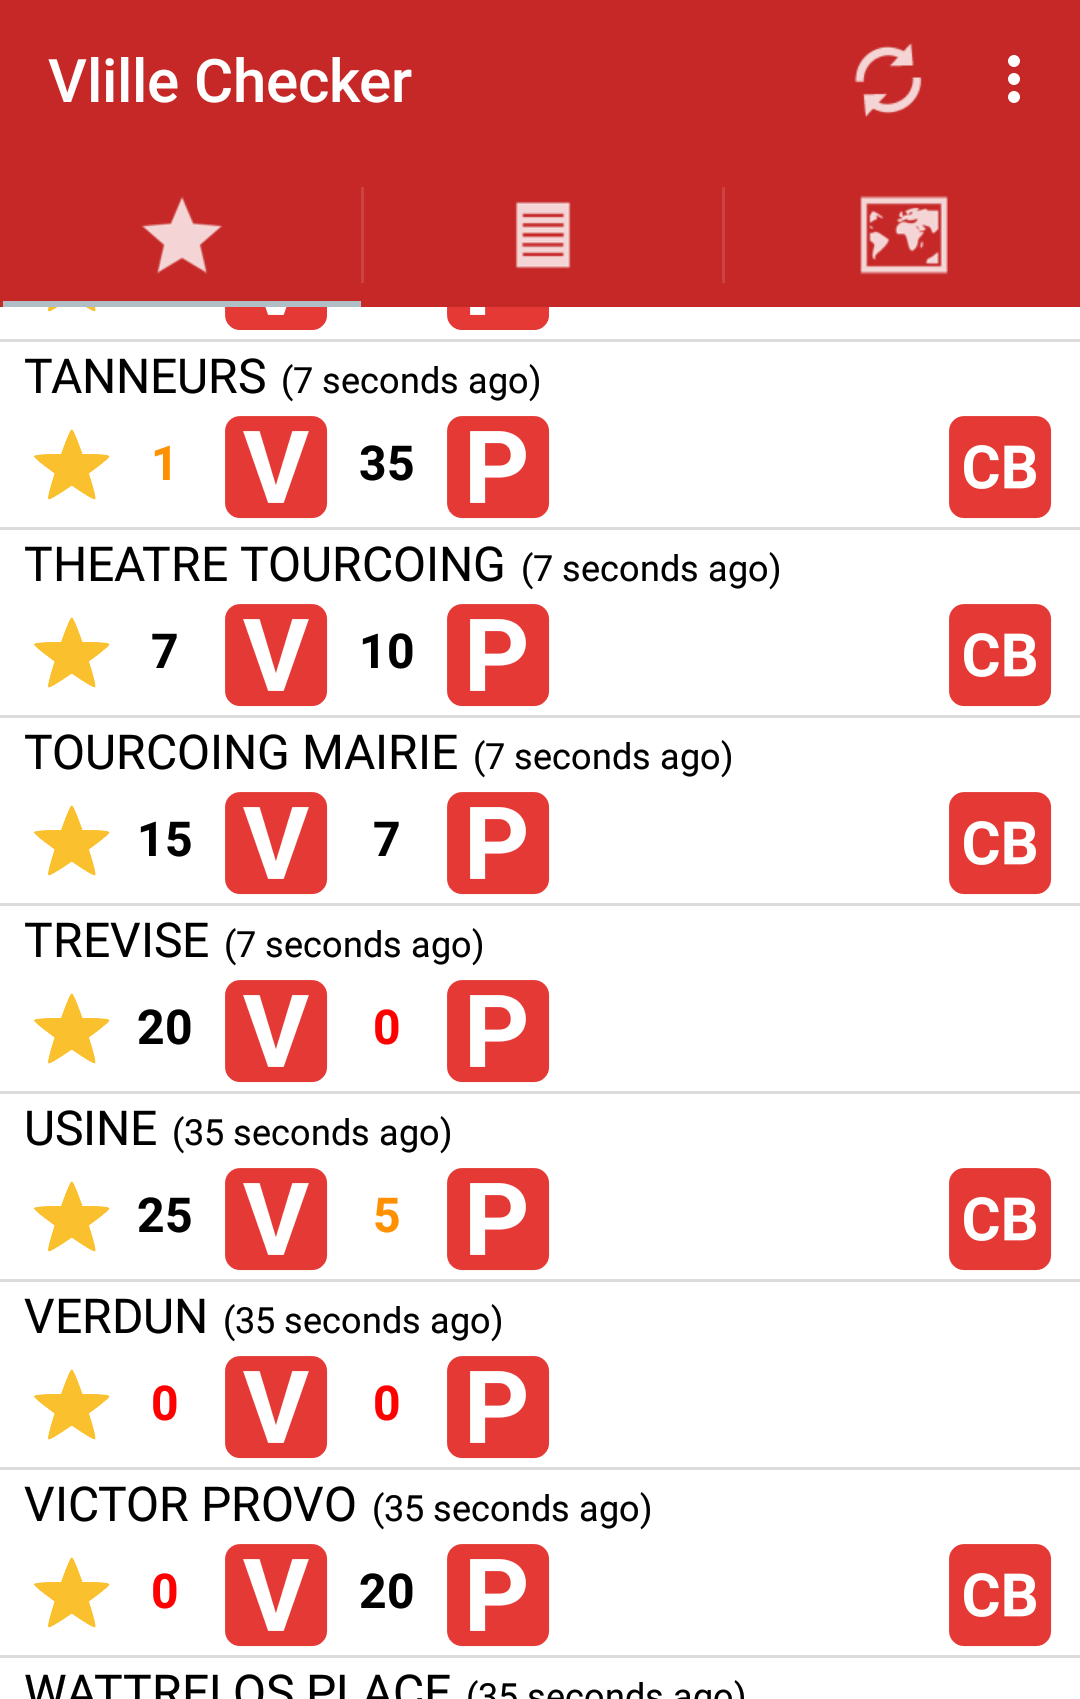 Vlille Checker
TANNEURS (7 seconds ago)
1 V 35 P CB
THEATRE TOURCOING (7 seconds ago)
7 V 10 P CB
TOURCOING MAIRIE (7 seconds ago)
15 V 7 P CB
TREVISE (7 seconds ago)
20 V 0 P
USINE (35 seconds ago)
25 V 5 P CB
VERDUN (35 seconds ago)
0 V 0 P
VICTOR PROVO (35 seconds ago)
0 V 20 P CB
WATTRELOS PLACE (35 seconds ago)